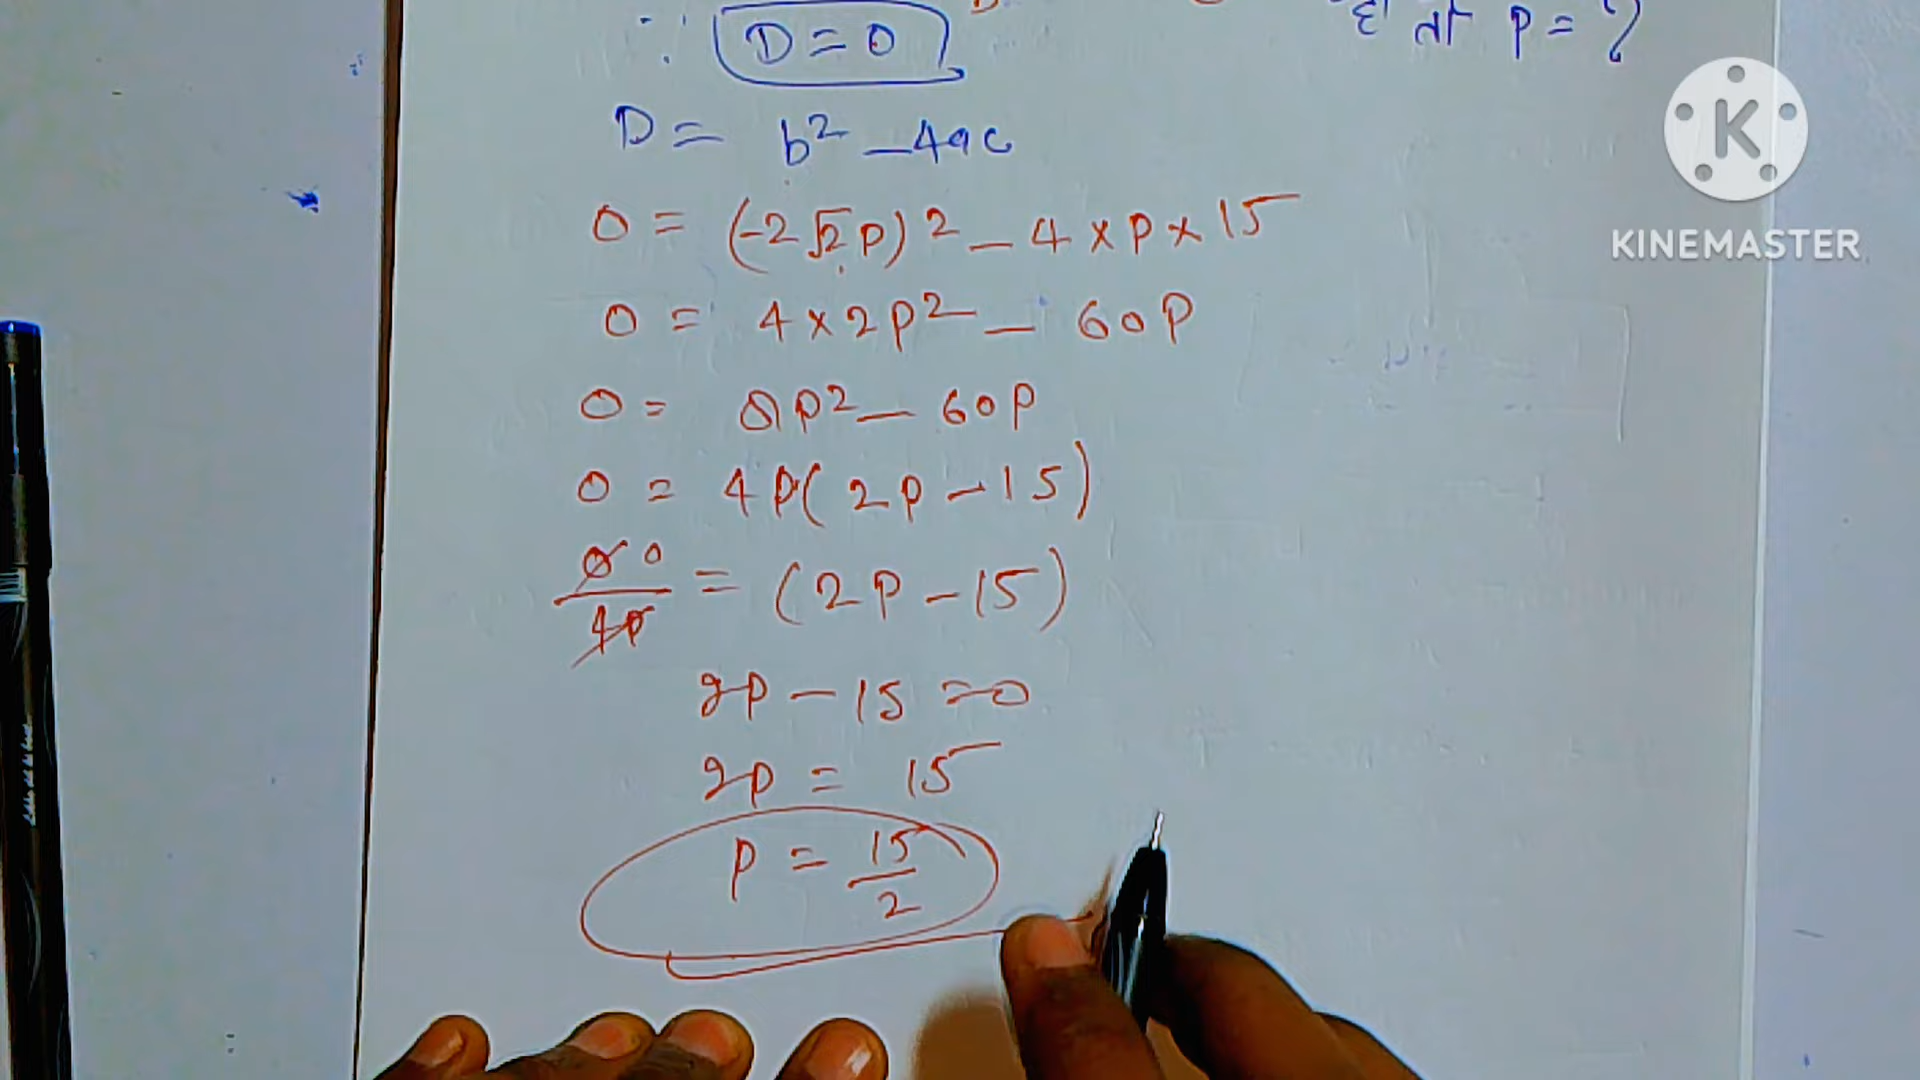 ∵ D = 0
तो P = ?
D = b² - 4ac
0 = (-2√2 P)² - 4 × P × 15
0 = 4 × 2P² - 60P
0 = 8P² - 60P
0 = 4P(2P - 15)
0 0/4P = (2P - 15)
2P - 15 = 0
2P = 15
P = 15/2
K
KINEMASTER